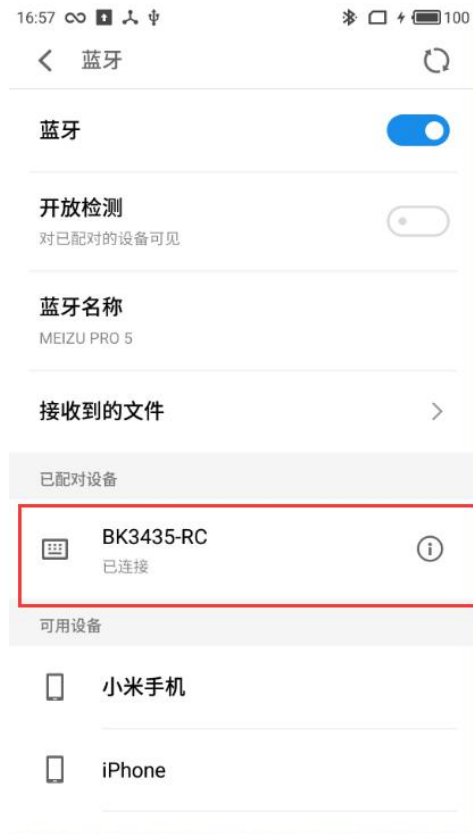 16:57 100
蓝牙
蓝牙
开放检测
对已配对的设备可见
蓝牙名称
MEIZU PRO 5
接收到的文件
已配对设备
BK3435-RC
已连接
可用设备
小米手机
iPhone